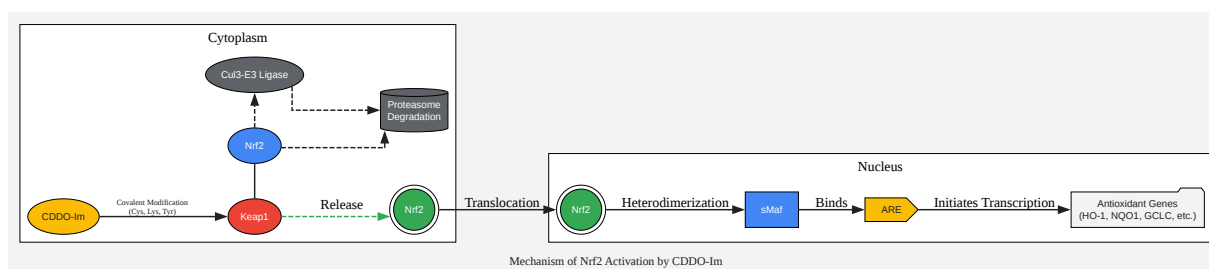 Cytoplasm
Cul3-E3 Ligase
Proteasome
Degradation
Nrf2
CDDO-Im
Covalent Modification
(Cys, Lys, Tyr)
Keap1
Release
Nrf2
Translocation
Nucleus
Nrf2
Heterodimerization
sMaf
Binds
ARE
Initiates Transcription
Antioxidant Genes
(HO-1, NQO1, GCLC, etc.)
Mechanism of Nrf2 Activation by CDDO-Im